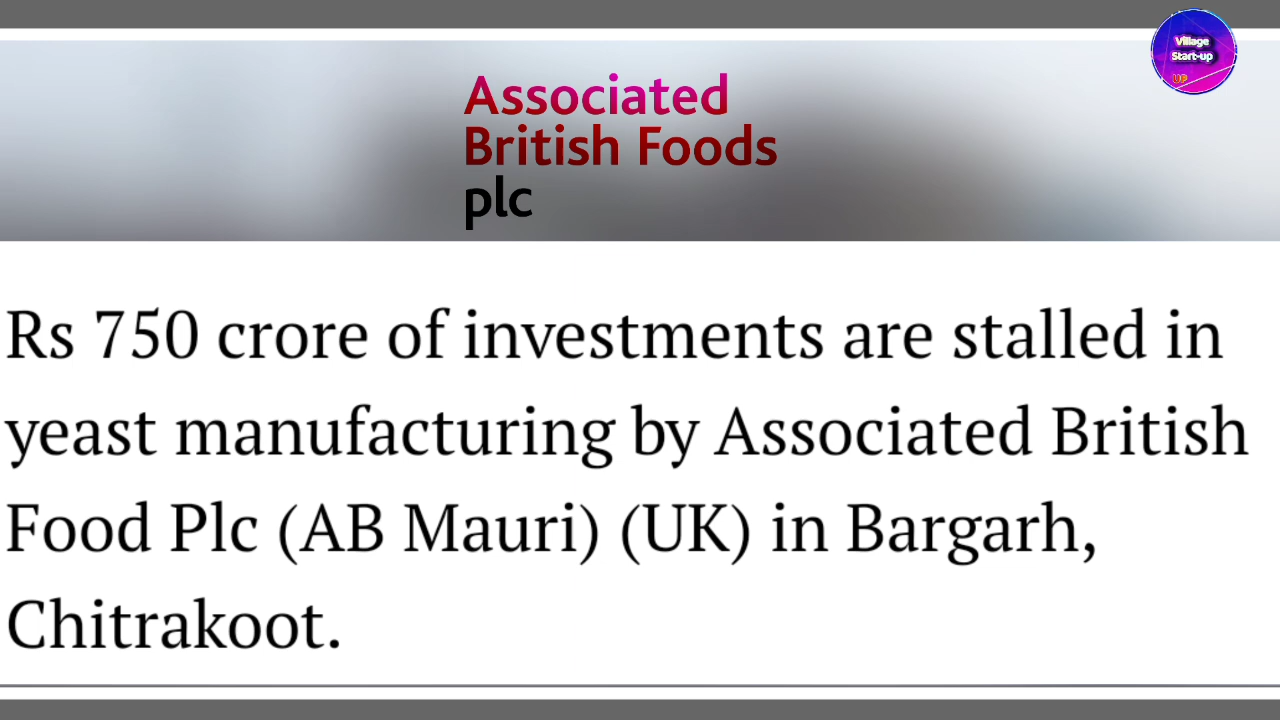 Village
Start-up
UP
Associated
British Foods
plc
Rs 750 crore of investments are stalled in
yeast manufacturing by Associated British
Food Plc (AB Mauri) (UK) in Bargarh,
Chitrakoot.